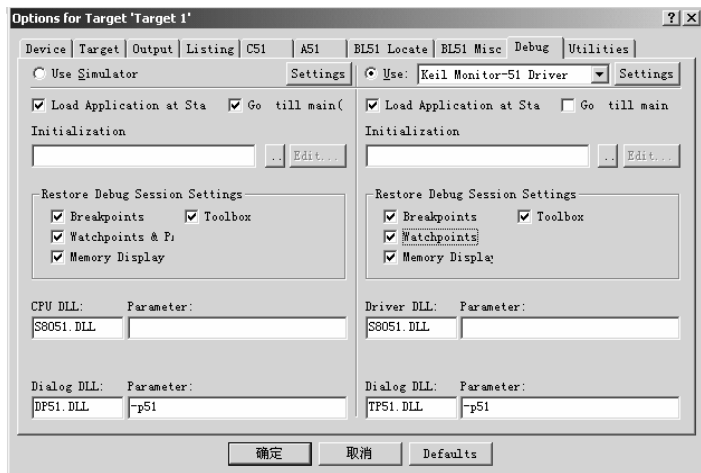 Options for Target 'Target 1'
Device Target Output Listing C51 A51 BL51 Locate BL51 Misc Debug Utilities
Use Simulator Settings Use: Keil Monitor-51 Driver Settings
Load Application at Sta Go till main( Load Application at Sta Go till main
Initialization Initialization
.. Edit... .. Edit...
Restore Debug Session Settings Restore Debug Session Settings
Breakpoints Toolbox Breakpoints Toolbox
Watchpoints & Pa Watchpoints
Memory Display Memory Display
CPU DLL: Parameter: Driver DLL: Parameter:
S8051.DLL S8051.DLL
Dialog DLL: Parameter: Dialog DLL: Parameter:
DP51.DLL -p51 TP51.DLL -p51
确定 取消 Defaults